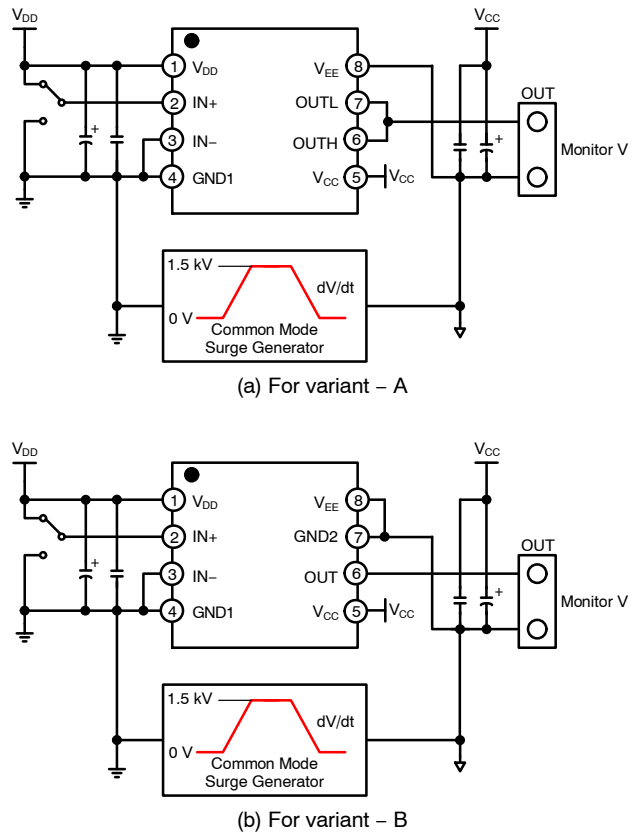 VDD
VCC
1 VDD
VEE 8
OUT
2 IN+
OUTL 7
Monitor V
+
3 IN−
OUTH 6
+
4 GND1
VCC 5
VCC
1.5 kV
dV/dt
0 V
Common Mode
Surge Generator
(a) For variant − A
VDD
VCC
1 VDD
VEE 8
OUT
2 IN+
GND2 7
+
3 IN−
OUT 6
+
Monitor V
4 GND1
VCC 5
VCC
1.5 kV
dV/dt
0 V
Common Mode
Surge Generator
(b) For variant − B